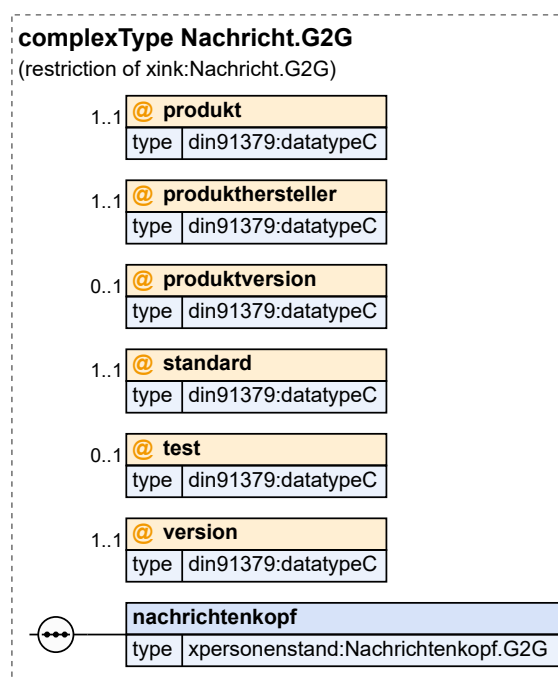 complexType Nachricht.G2G
(restriction of xink:Nachricht.G2G)
1..1 @ produkt
type din91379:datatypeC
1..1 @ produkthersteller
type din91379:datatypeC
0..1 @ produktversion
type din91379:datatypeC
1..1 @ standard
type din91379:datatypeC
0..1 @ test
type din91379:datatypeC
1..1 @ version
type din91379:datatypeC
nachrichtenkopf
type xpersonenstand:Nachrichtenkopf.G2G